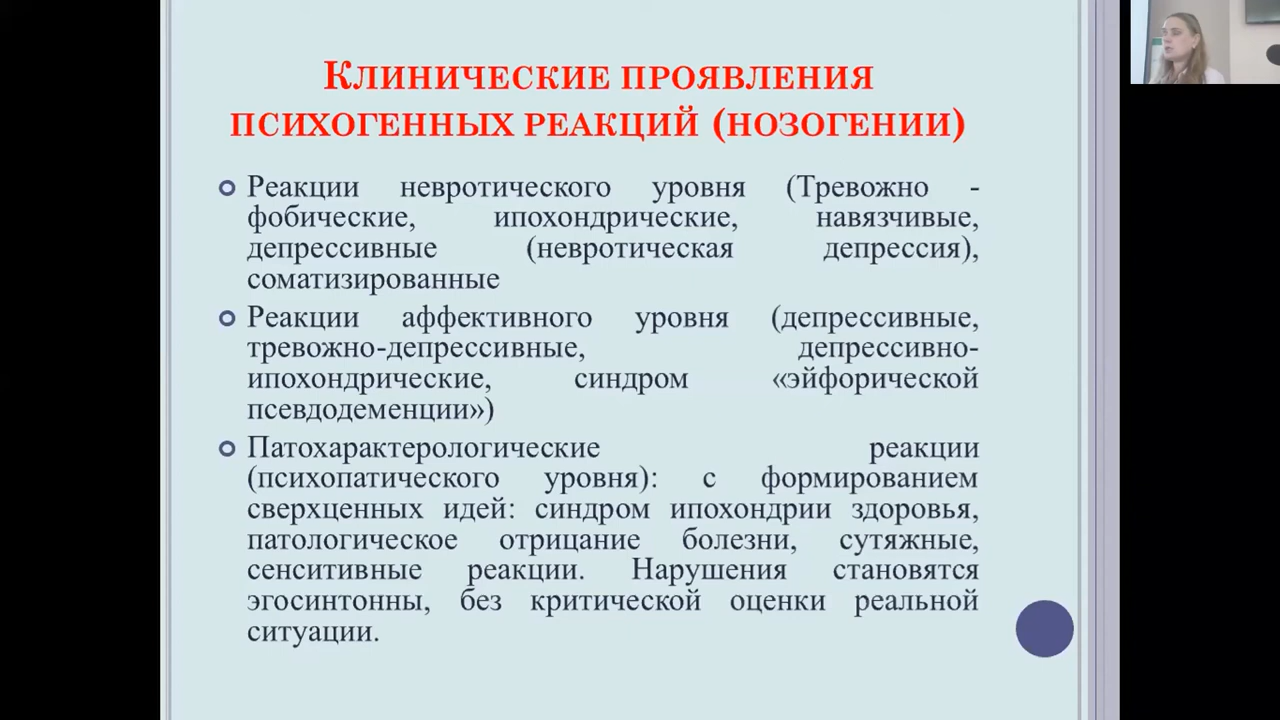 Клинические проявления
психогенных реакций (нозогении)
Реакции невротического уровня (Тревожно -
фобические, ипохондрические, навязчивые,
депрессивные (невротическая депрессия),
соматизированные
Реакции аффективного уровня (депрессивные,
тревожно-депрессивные, депрессивно-
ипохондрические, синдром «эйфорической
псевдодеменции»)
Патохарактерологические реакции
(психопатического уровня): с формированием
сверхценных идей: синдром ипохондрии здоровья,
патологическое отрицание болезни, сутяжные,
сенситивные реакции. Нарушения становятся
эгосинтонны, без критической оценки реальной
ситуации.